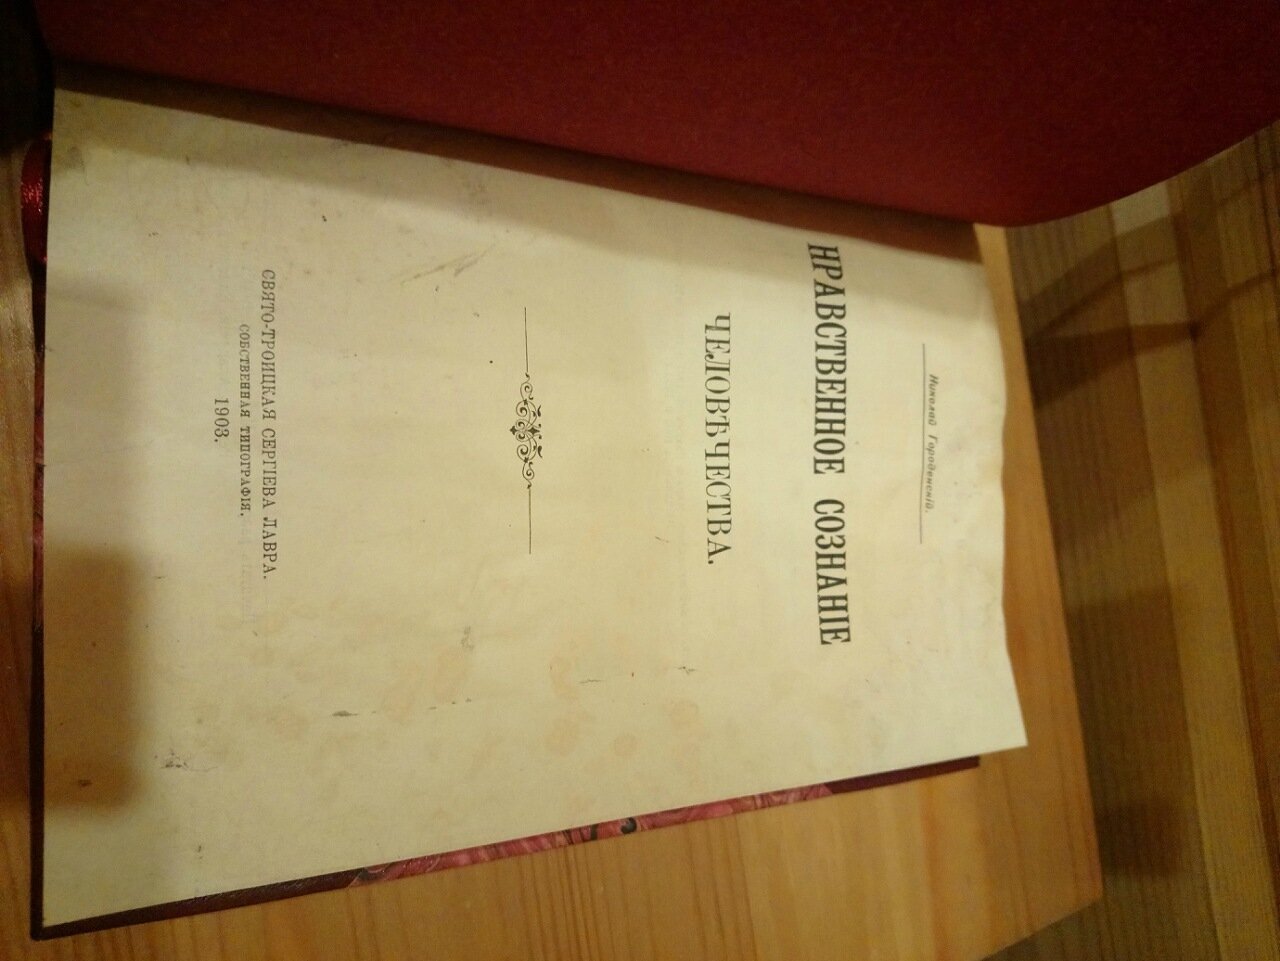 Николай Городенскій.
НРАВСТВЕННОЕ СОЗНАНІЕ
ЧЕЛОВѢЧЕСТВА.
СВЯТО-ТРОИЦКАЯ СЕРГІЕВА ЛАВРА.
СОБСТВЕННАЯ ТИПОГРАФІЯ.
1903.